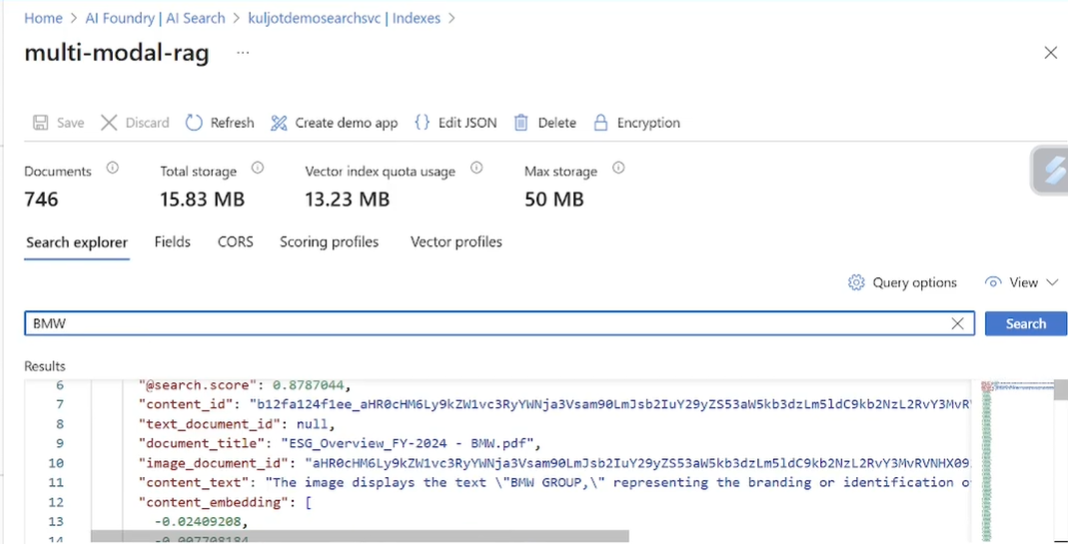 Home > AI Foundry | AI Search > kuljotdemosearchsvc | Indexes >
multi-modal-rag ...
Save Discard Refresh Create demo app {} Edit JSON Delete Encryption
Documents Total storage Vector index quota usage Max storage
746 15.83 MB 13.23 MB 50 MB
Search explorer Fields CORS Scoring profiles Vector profiles
Query options View
BMW Search
Results
6 "@search.score": 0.8787044,
7 "content_id":
8 "text_document_id": null,
9 "document_title": "ESG_Overview_FY-2024 - BMW.pdf",
10 "image_document_id":
11 "content_text": "The image displays the text \"BMW GROUP,\" representing the branding or identification o
12 "content_embedding": [
13 -0.02409208,
14 -0.007708184